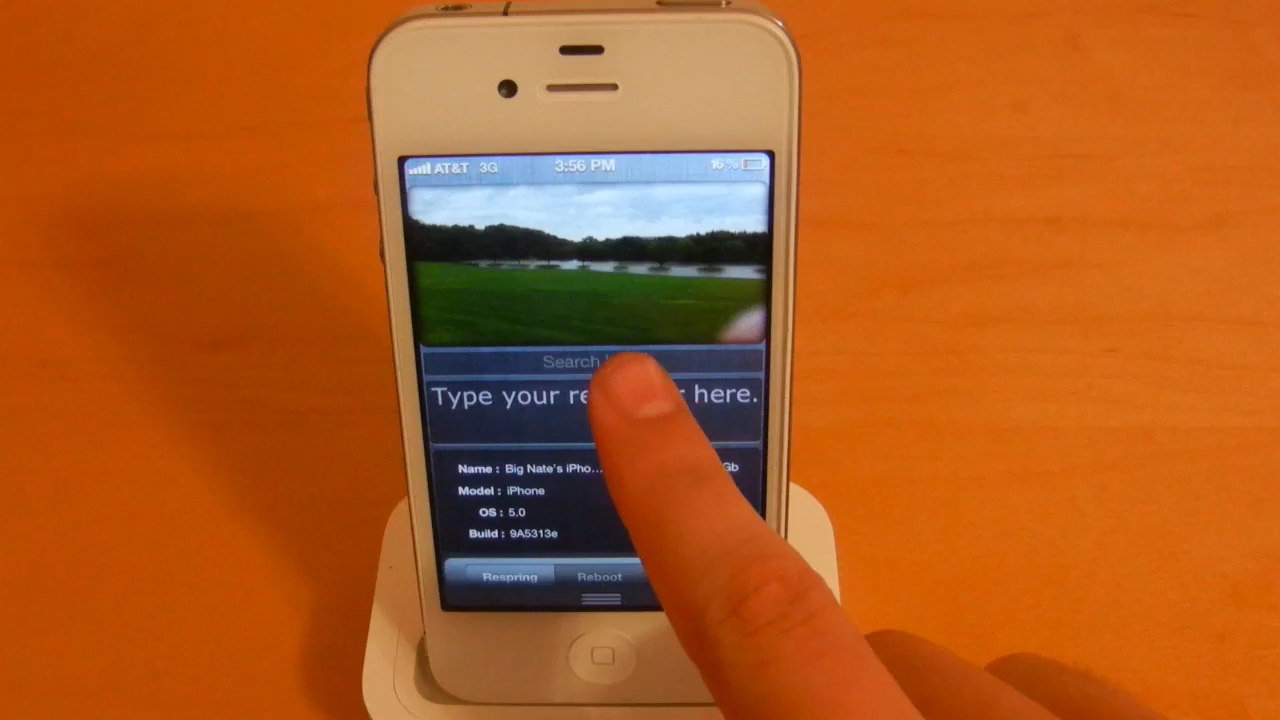 AT&T 3G 3:56 PM 16%
Search
Type your here.
Name : Big Nate's iPho... Gb
Model : iPhone
OS : 5.0
Build : 9A5313e
Respring Reboot